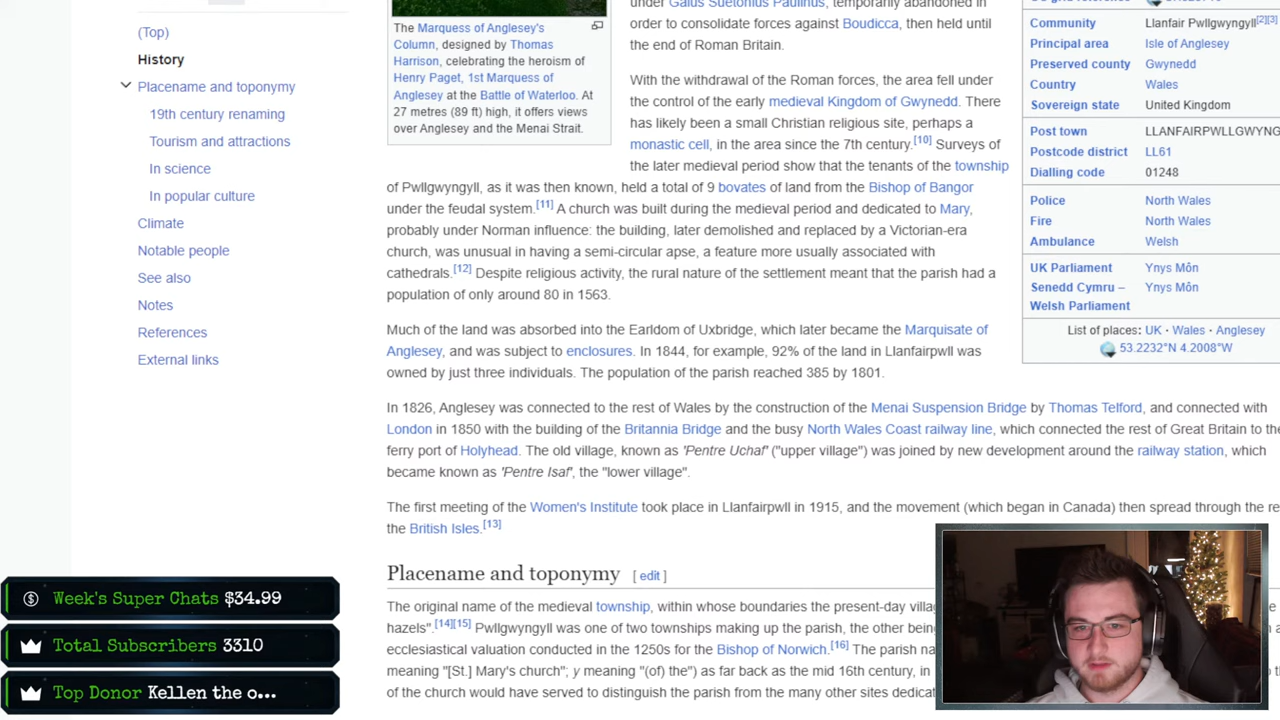 (Top)
History
Placename and toponymy
19th century renaming
Tourism and attractions
In science
In popular culture
Climate
Notable people
See also
Notes
References
External links
The Marquess of Anglesey's
Column, designed by Thomas
Harrison, celebrating the heroism of
Henry Paget, 1st Marquess of
Anglesey at the Battle of Waterloo. At
27 metres (89 ft) high, it offers views
over Anglesey and the Menai Strait.
under Gaius Suetonius Paulinus, temporarily abandoned in
order to consolidate forces against Boudicca, then held until
the end of Roman Britain.
With the withdrawal of the Roman forces, the area fell under
the control of the early medieval Kingdom of Gwynedd. There
has likely been a small Christian religious site, perhaps a
monastic cell, in the area since the 7th century.[10] Surveys of
the later medieval period show that the tenants of the township
of Pwllgwyngyll, as it was then known, held a total of 9 bovates of land from the Bishop of Bangor
under the feudal system.[11] A church was built during the medieval period and dedicated to Mary,
probably under Norman influence: the building, later demolished and replaced by a Victorian-era
church, was unusual in having a semi-circular apse, a feature more usually associated with
cathedrals.[12] Despite religious activity, the rural nature of the settlement meant that the parish had a
population of only around 80 in 1563.
Much of the land was absorbed into the Earldom of Uxbridge, which later became the Marquisate of
Anglesey, and was subject to enclosures. In 1844, for example, 92% of the land in Llanfairpwll was
owned by just three individuals. The population of the parish reached 385 by 1801.
In 1826, Anglesey was connected to the rest of Wales by the construction of the Menai Suspension Bridge by Thomas Telford, and connected with
London in 1850 with the building of the Britannia Bridge and the busy North Wales Coast railway line, which connected the rest of Great Britain to the
ferry port of Holyhead. The old village, known as 'Pentre Uchaf' ("upper village") was joined by new development around the railway station, which
became known as 'Pentre Isaf', the "lower village".
The first meeting of the Women's Institute took place in Llanfairpwll in 1915, and the movement (which began in Canada) then spread through the re
the British Isles.[13]
Placename and toponymy [ edit ]
The original name of the medieval township, within whose boundaries the present-day villag
hazels".[14][15] Pwllgwyngyll was one of two townships making up the parish, the other bein
ecclesiastical valuation conducted in the 1250s for the Bishop of Norwich.[16] The parish na
meaning "[St.] Mary's church"; y meaning "(of) the") as far back as the mid 16th century, in
of the church would have served to distinguish the parish from the many other sites dedicat
Community Llanfair Pwllgwyngyll[2][3]
Principal area Isle of Anglesey
Preserved county Gwynedd
Country Wales
Sovereign state United Kingdom
Post town LLANFAIRPWLLGWYNG
Postcode district LL61
Dialling code 01248
Police North Wales
Fire North Wales
Ambulance Welsh
UK Parliament Ynys Môn
Senedd Cymru – Ynys Môn
Welsh Parliament
List of places: UK · Wales · Anglesey
53.2232°N 4.2008°W
Week's Super Chats $34.99
Total Subscribers 3310
Top Donor Kellen the o...